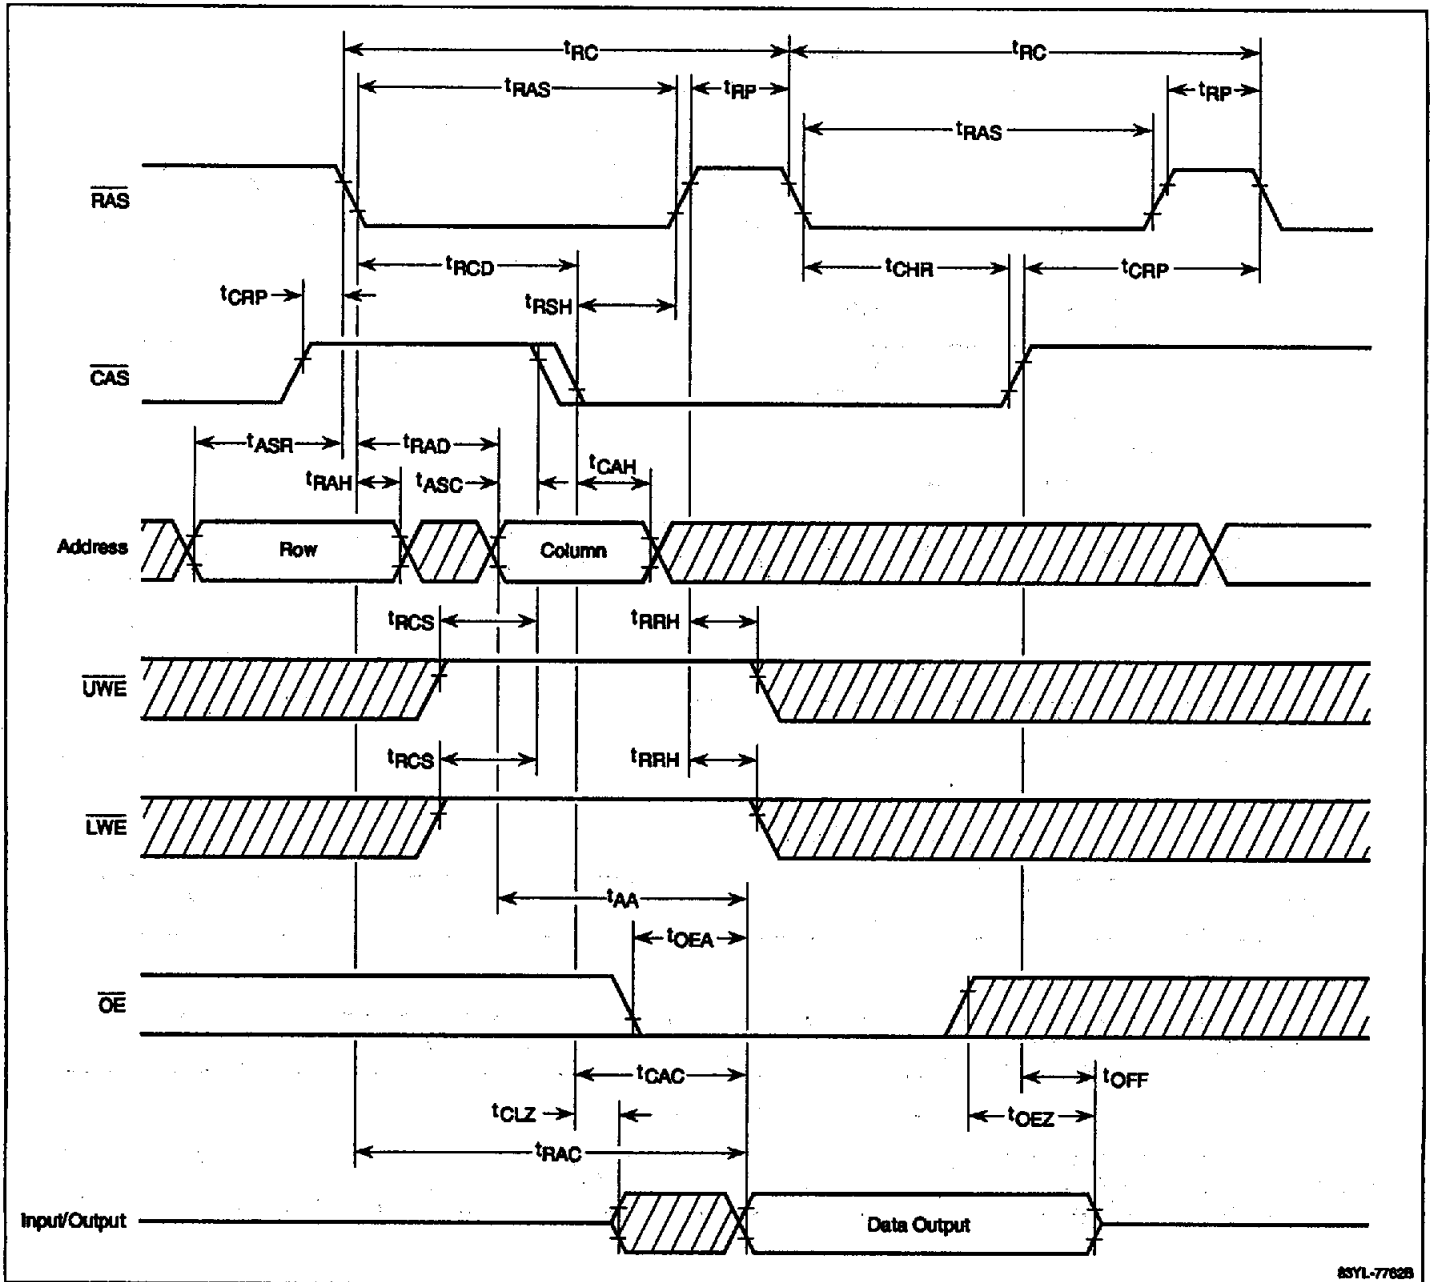 tRC tRC
tRAS tRP tRP
tRAS
RAS
tRCD tCHR tCRP
tCRP tRSH
CAS
tASR tRAD
tRAH tASC tCAH
Address Row Column
tRCS tRRH
UWE
tRCS tRRH
LWE
tAA
tOEA
OE
tCAC tOFF
tCLZ tOEZ
tRAC
Input/Output Data Output
83YL-7762B